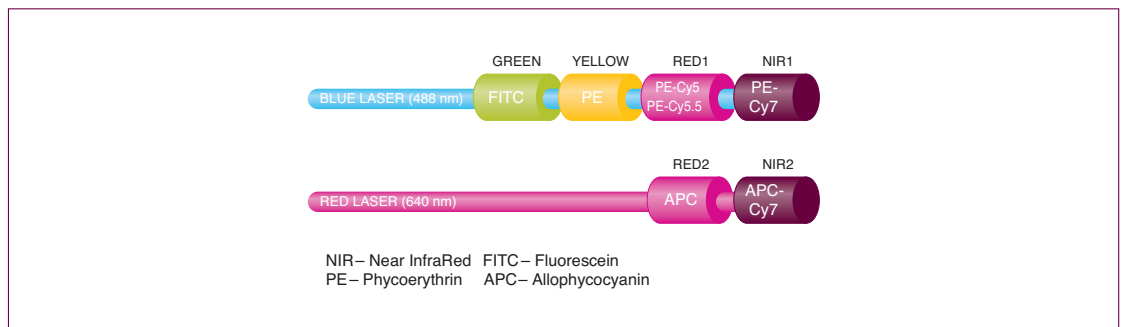 GREEN YELLOW RED1 NIR1
BLUE LASER (488 nm) FITC PE PE-Cy5 PE-
PE-Cy5.5 Cy7
RED2 NIR2
RED LASER (640 nm) APC APC-
Cy7
NIR – Near InfraRed FITC – Fluorescein
PE – Phycoerythrin APC – Allophycocyanin